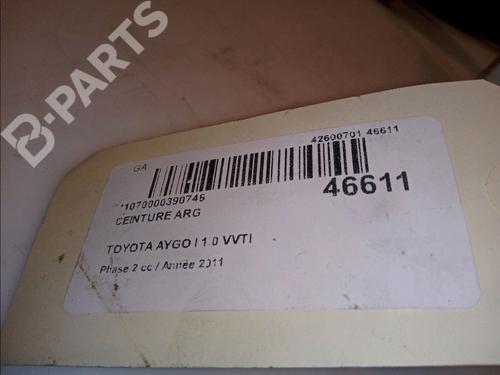 B-PARTS
GA
42600701 46611
*1070000390745
46611
CEINTURE ARG
TOYOTA AYGO I 1.0 VVTI
Phase 2 cc / Année 2011